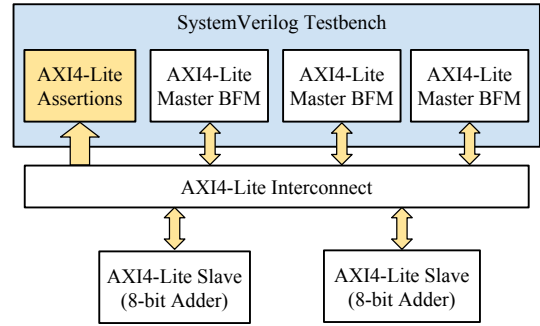 SystemVerilog Testbench
AXI4-Lite
Assertions
AXI4-Lite
Master BFM
AXI4-Lite
Master BFM
AXI4-Lite
Master BFM
AXI4-Lite Interconnect
AXI4-Lite Slave
(8-bit Adder)
AXI4-Lite Slave
(8-bit Adder)